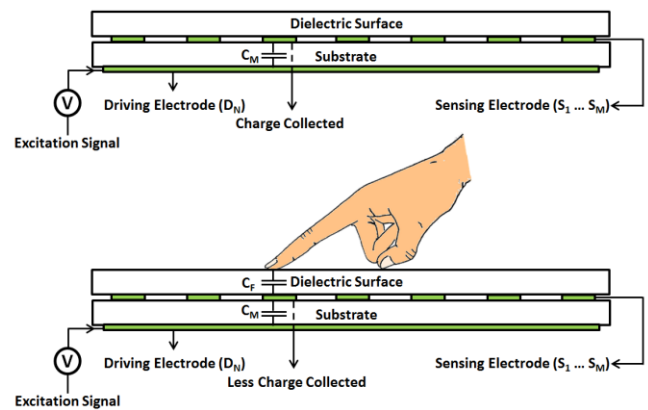 Dielectric Surface
C_M
Substrate
V
Driving Electrode (D_N)
Sensing Electrode (S_1 ... S_M)
Charge Collected
Excitation Signal
C_F Dielectric Surface
C_M
Substrate
V
Driving Electrode (D_N)
Sensing Electrode (S_1 ... S_M)
Less Charge Collected
Excitation Signal